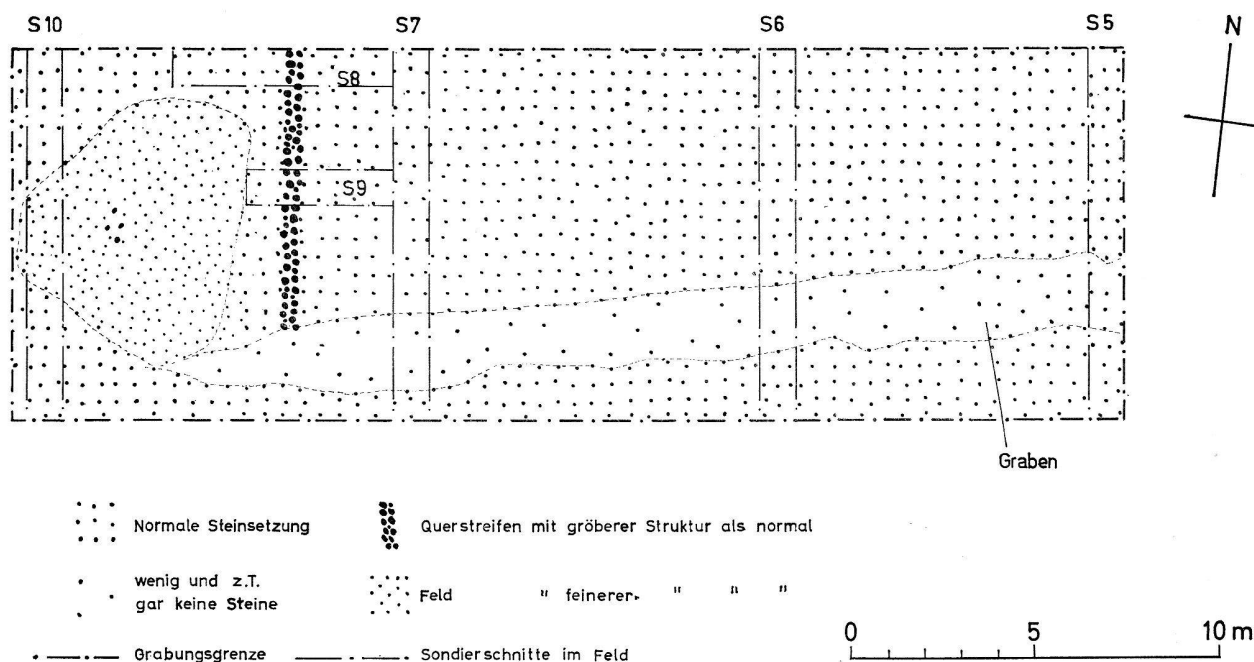 S10 S7 S6 S5 N
S8
S9
Graben
Normale Steinsetzung Querstreifen mit gröberer Struktur als normal
wenig und z.T.
gar keine Steine
Feld " feinerer. " " "
Grabungsgrenze Sondierschnitte im Feld
0 5 10 m